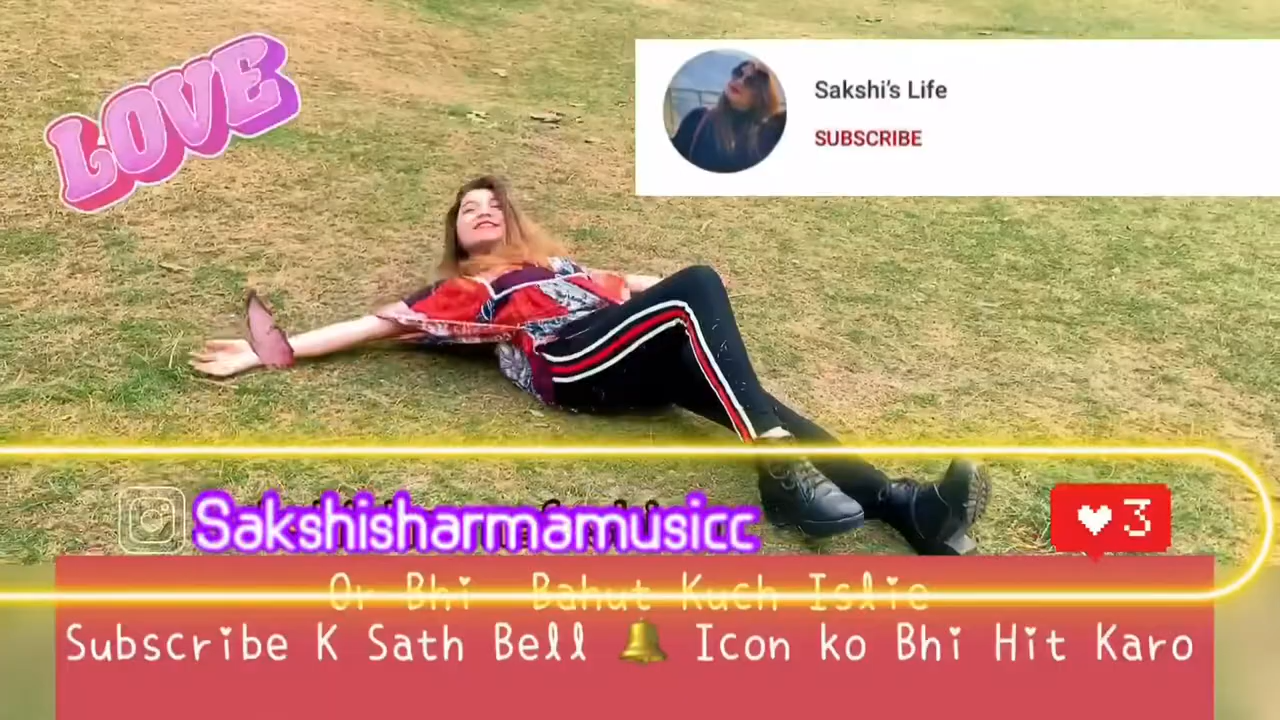 LOVE
Sakshi's Life
SUBSCRIBE
Sakshisharmamusicc
3
Or Bhi Bahut Kuch Islie
Subscribe K Sath Bell 🔔 Icon ko Bhi Hit Karo